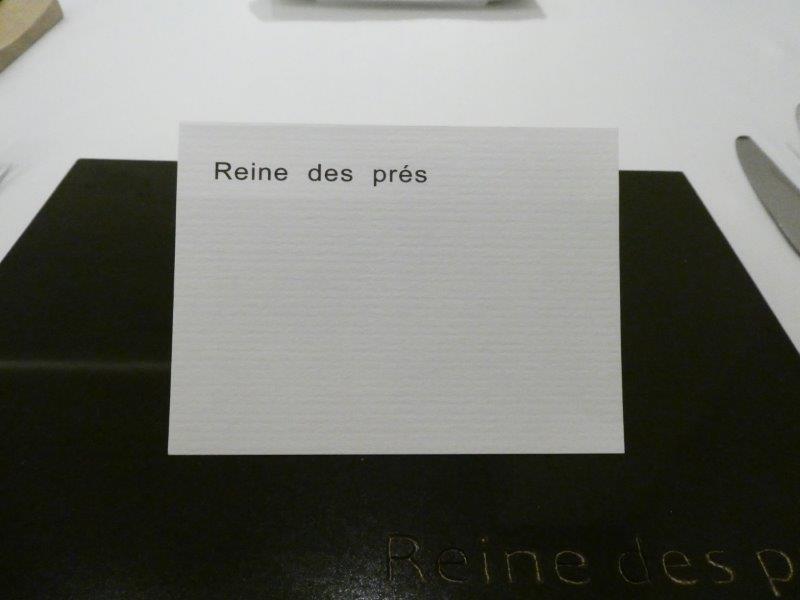 Reine des prés
Reine des p